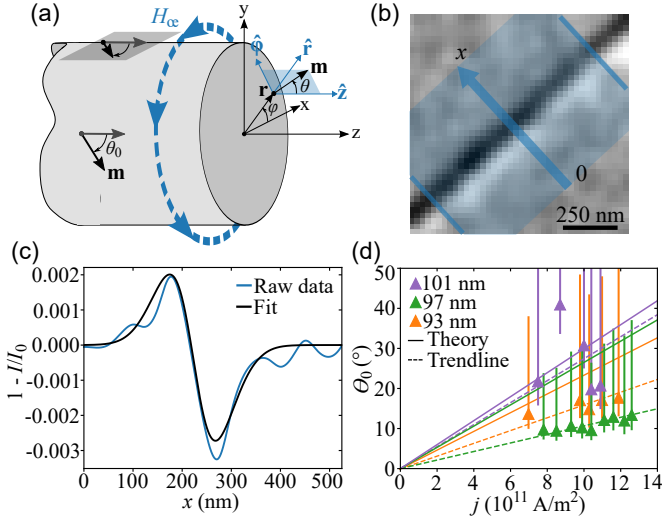 (a)
H_œ
y
φ̂
r̂
m
r
θ
ẑ
φ
x
z
θ₀
m
(b)
x
0
250 nm
(c)
0.002
0.001
0.000
-0.001
-0.002
-0.003
1 - I/I₀
Raw data
Fit
0 100 200 300 400 500
x (nm)
(d)
50
40
30
20
10
0
Θ₀ (°)
101 nm
97 nm
93 nm
Theory
Trendline
0 2 4 6 8 10 12 14
j (10¹¹ A/m²)